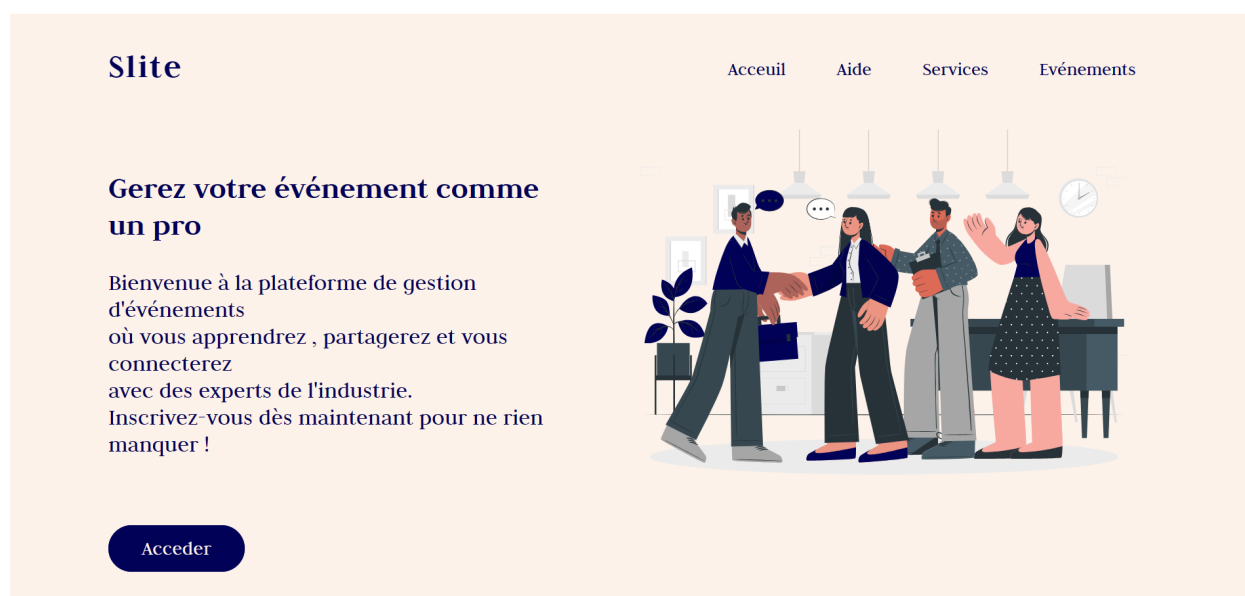 Slite
Acceuil Aide Services Evénements
Gerez votre événement comme
un pro
Bienvenue à la plateforme de gestion
d'événements
où vous apprendrez , partagerez et vous
connecterez
avec des experts de l'industrie.
Inscrivez-vous dès maintenant pour ne rien
manquer !
Acceder